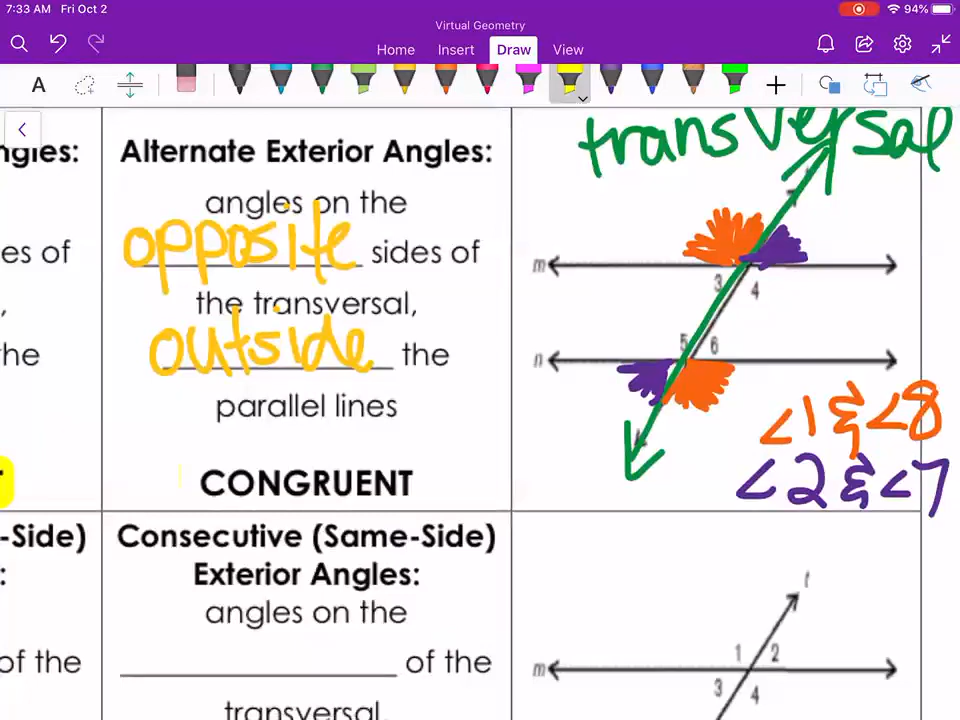 7:33 AM Fri Oct 2
94%
Virtual Geometry
Home Insert Draw View
A
ngles:
es of
,
the
-Side)
:
of the
Alternate Exterior Angles:
angles on the
opposite sides of
the transversal,
outside the
parallel lines
CONGRUENT
transversal
m
3 4
5 6
n
<1 & <8
<2 & <7
Consecutive (Same-Side)
Exterior Angles:
angles on the
of the
transversal,
t
1 2
m
3 4